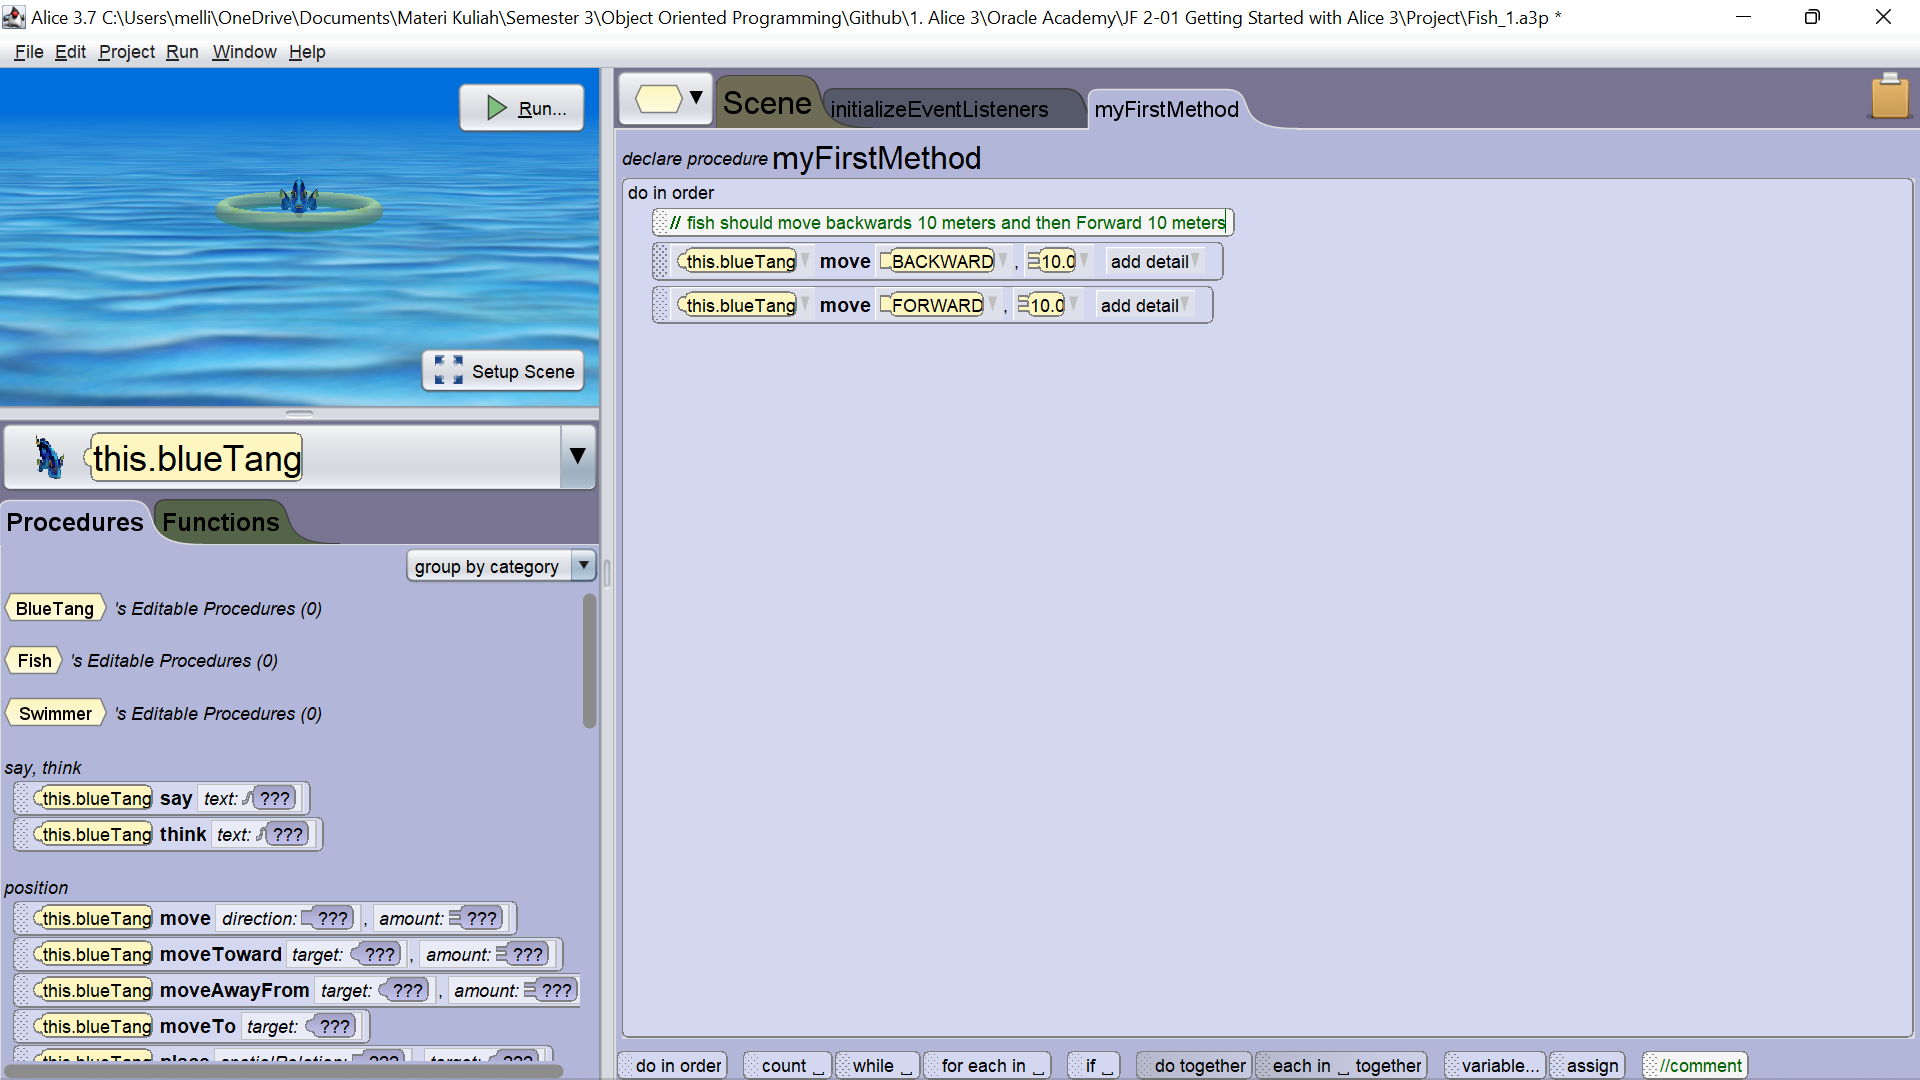 Alice 3.7 C:\Users\melli\OneDrive\Documents\Materi Kuliah\Semester 3\Object Oriented Programming\Github\1. Alice 3\Oracle Academy\JF 2-01 Getting Started with Alice 3\Project\Fish_1.a3p *
File Edit Project Run Window Help
Run...
Setup Scene
this.blueTang
Procedures Functions
group by category
BlueTang 's Editable Procedures (0)
Fish 's Editable Procedures (0)
Swimmer 's Editable Procedures (0)
say, think
this.blueTang say text: ???
this.blueTang think text: ???
position
this.blueTang move direction: ??? , amount: ???
this.blueTang moveToward target: ??? , amount: ???
this.blueTang moveAwayFrom target: ??? , amount: ???
this.blueTang moveTo target: ???
this.blueTang place spatialRelation: ??? , target: ???
Scene initializeEventListeners myFirstMethod
declare procedure myFirstMethod
do in order
// fish should move backwards 10 meters and then Forward 10 meters
this.blueTang move BACKWARD , 10.0 add detail
this.blueTang move FORWARD , 10.0 add detail
do in order count _ while _ for each in _ if _ do together each in _ together variable... assign //comment